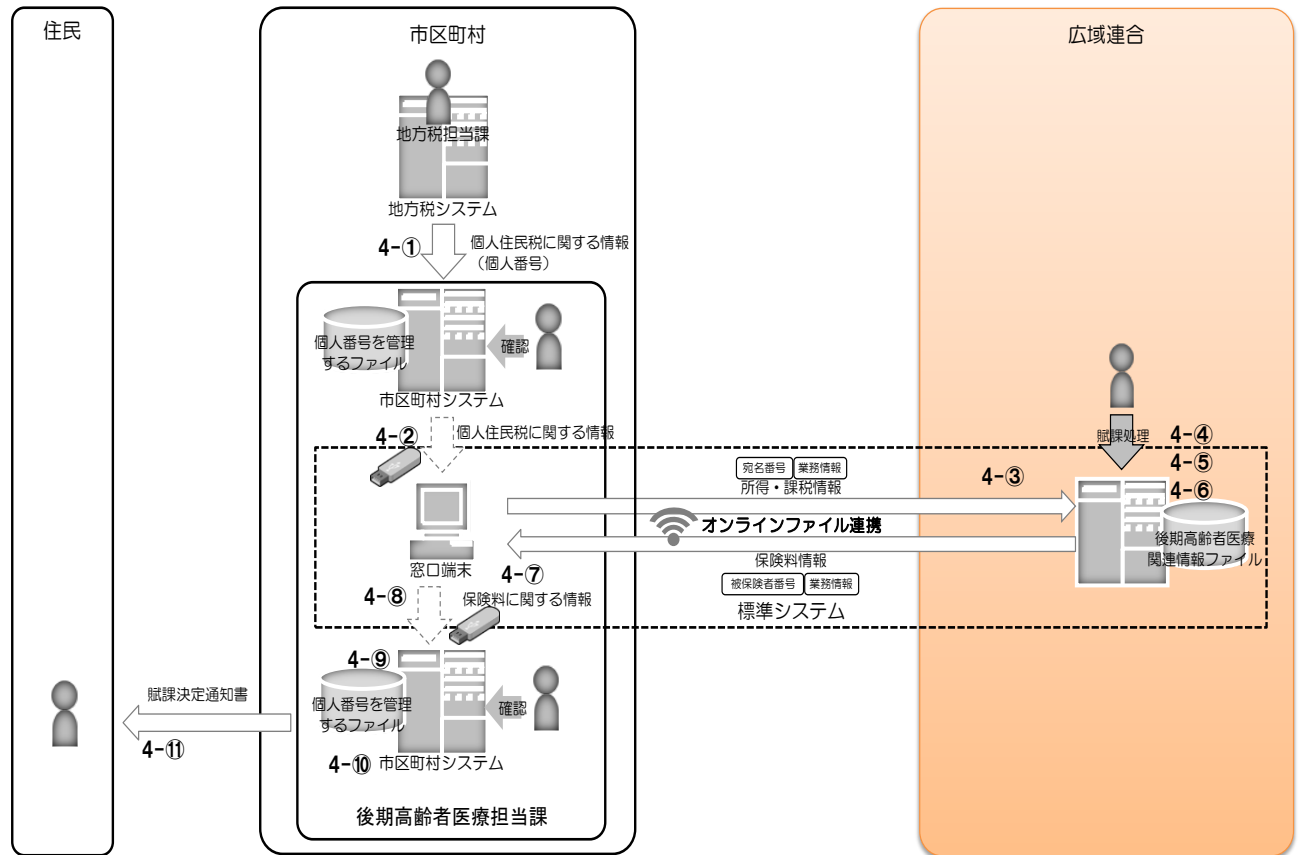 住民
市区町村
広域連合
地方税担当課
地方税システム
4-①
個人住民税に関する情報
（個人番号）
個人番号を管理
するファイル
確認
市区町村システム
4-②
個人住民税に関する情報
賦課処理
4-④
4-⑤
4-⑥
宛名番号
業務情報
所得・課税情報
4-③
オンラインファイル連携
後期高齢者医療
関連情報ファイル
窓口端末
4-⑦
保険料情報
被保険者番号
業務情報
標準システム
4-⑧
保険料に関する情報
4-⑨
個人番号を管理
するファイル
確認
4-⑩
市区町村システム
賦課決定通知書
4-⑪
後期高齢者医療担当課